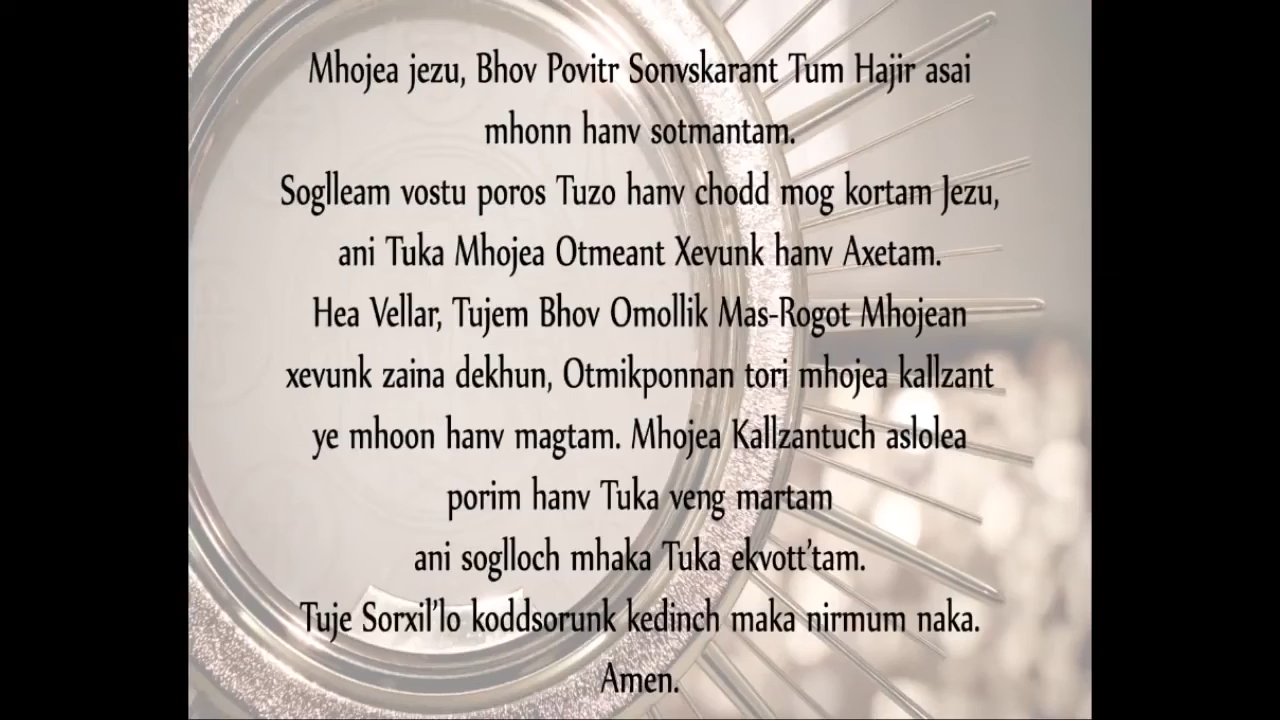 Mhojea jezu, Bhov Povitr Sonvskarant Tum Hajir asai
mhonn hanv sotmantam.
Soglleam vostu poros Tuzo hanv chodd mog kortam Jezu,
ani Tuka Mhojea Otmeant Xevunk hanv Axetam.
Hea Vellar, Tujem Bhov Omollik Mas-Rogot Mhojean
xevunk zaina dekhun, Otmikponnan tori mhojea kallzant
ye mhoon hanv magtam. Mhojea Kallzantuch aslolea
porim hanv Tuka veng martam
ani soglloch mhaka Tuka ekvott'tam.
Tuje Sorxil'lo koddsorunk kedinch maka nirmum naka.
Amen.